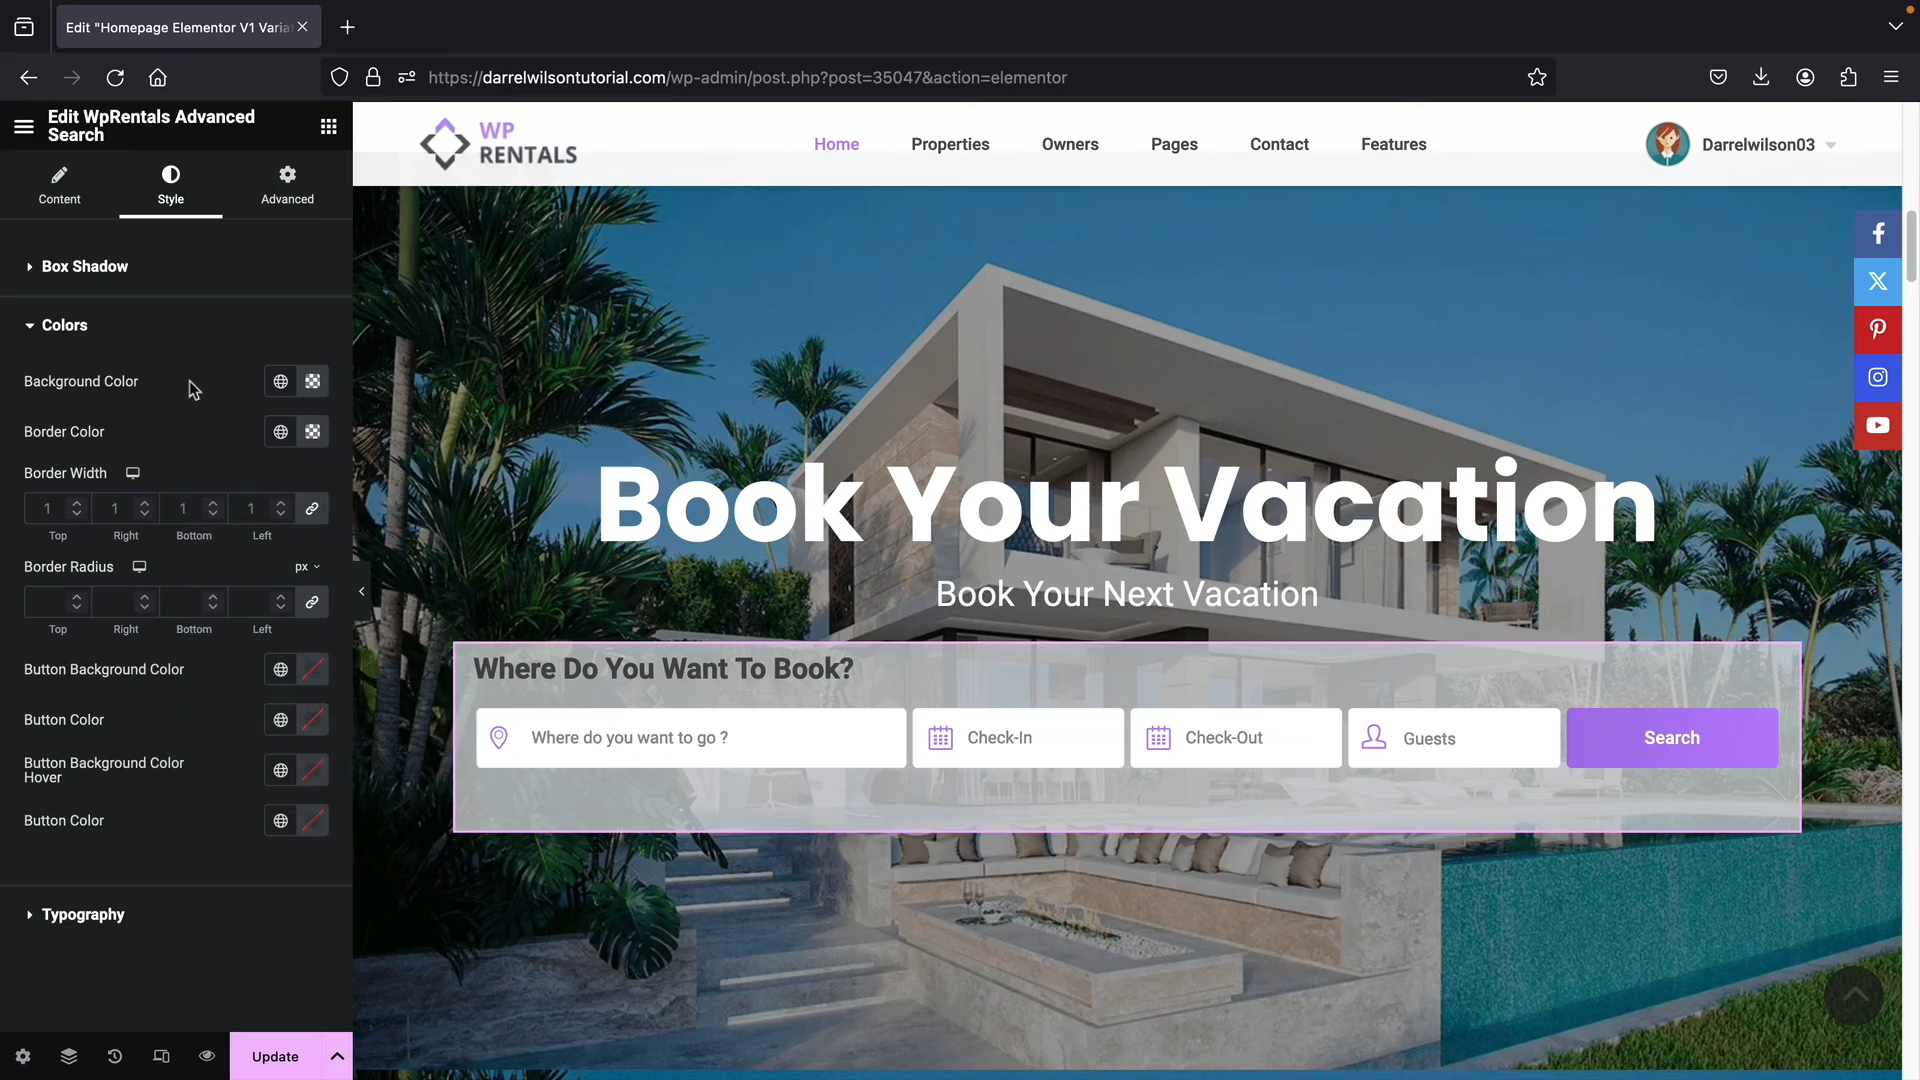 Edit "Homepage Elementor V1 Varia
https://darrelwilsontutorial.com/wp-admin/post.php?post=35047&action=elementor
Edit WpRentals Advanced
Search
Content
Style
Advanced
Box Shadow
Colors
Background Color
Border Color
Border Width
1 1 1 1
Top Right Bottom Left
Border Radius px
Top Right Bottom Left
Button Background Color
Button Color
Button Background Color
Hover
Button Color
Typography
Update
WP
RENTALS
Home Properties Owners Pages Contact Features
Darrelwilson03
Book Your Vacation
Book Your Next Vacation
Where Do You Want To Book?
Where do you want to go ? Check-In Check-Out Guests Search